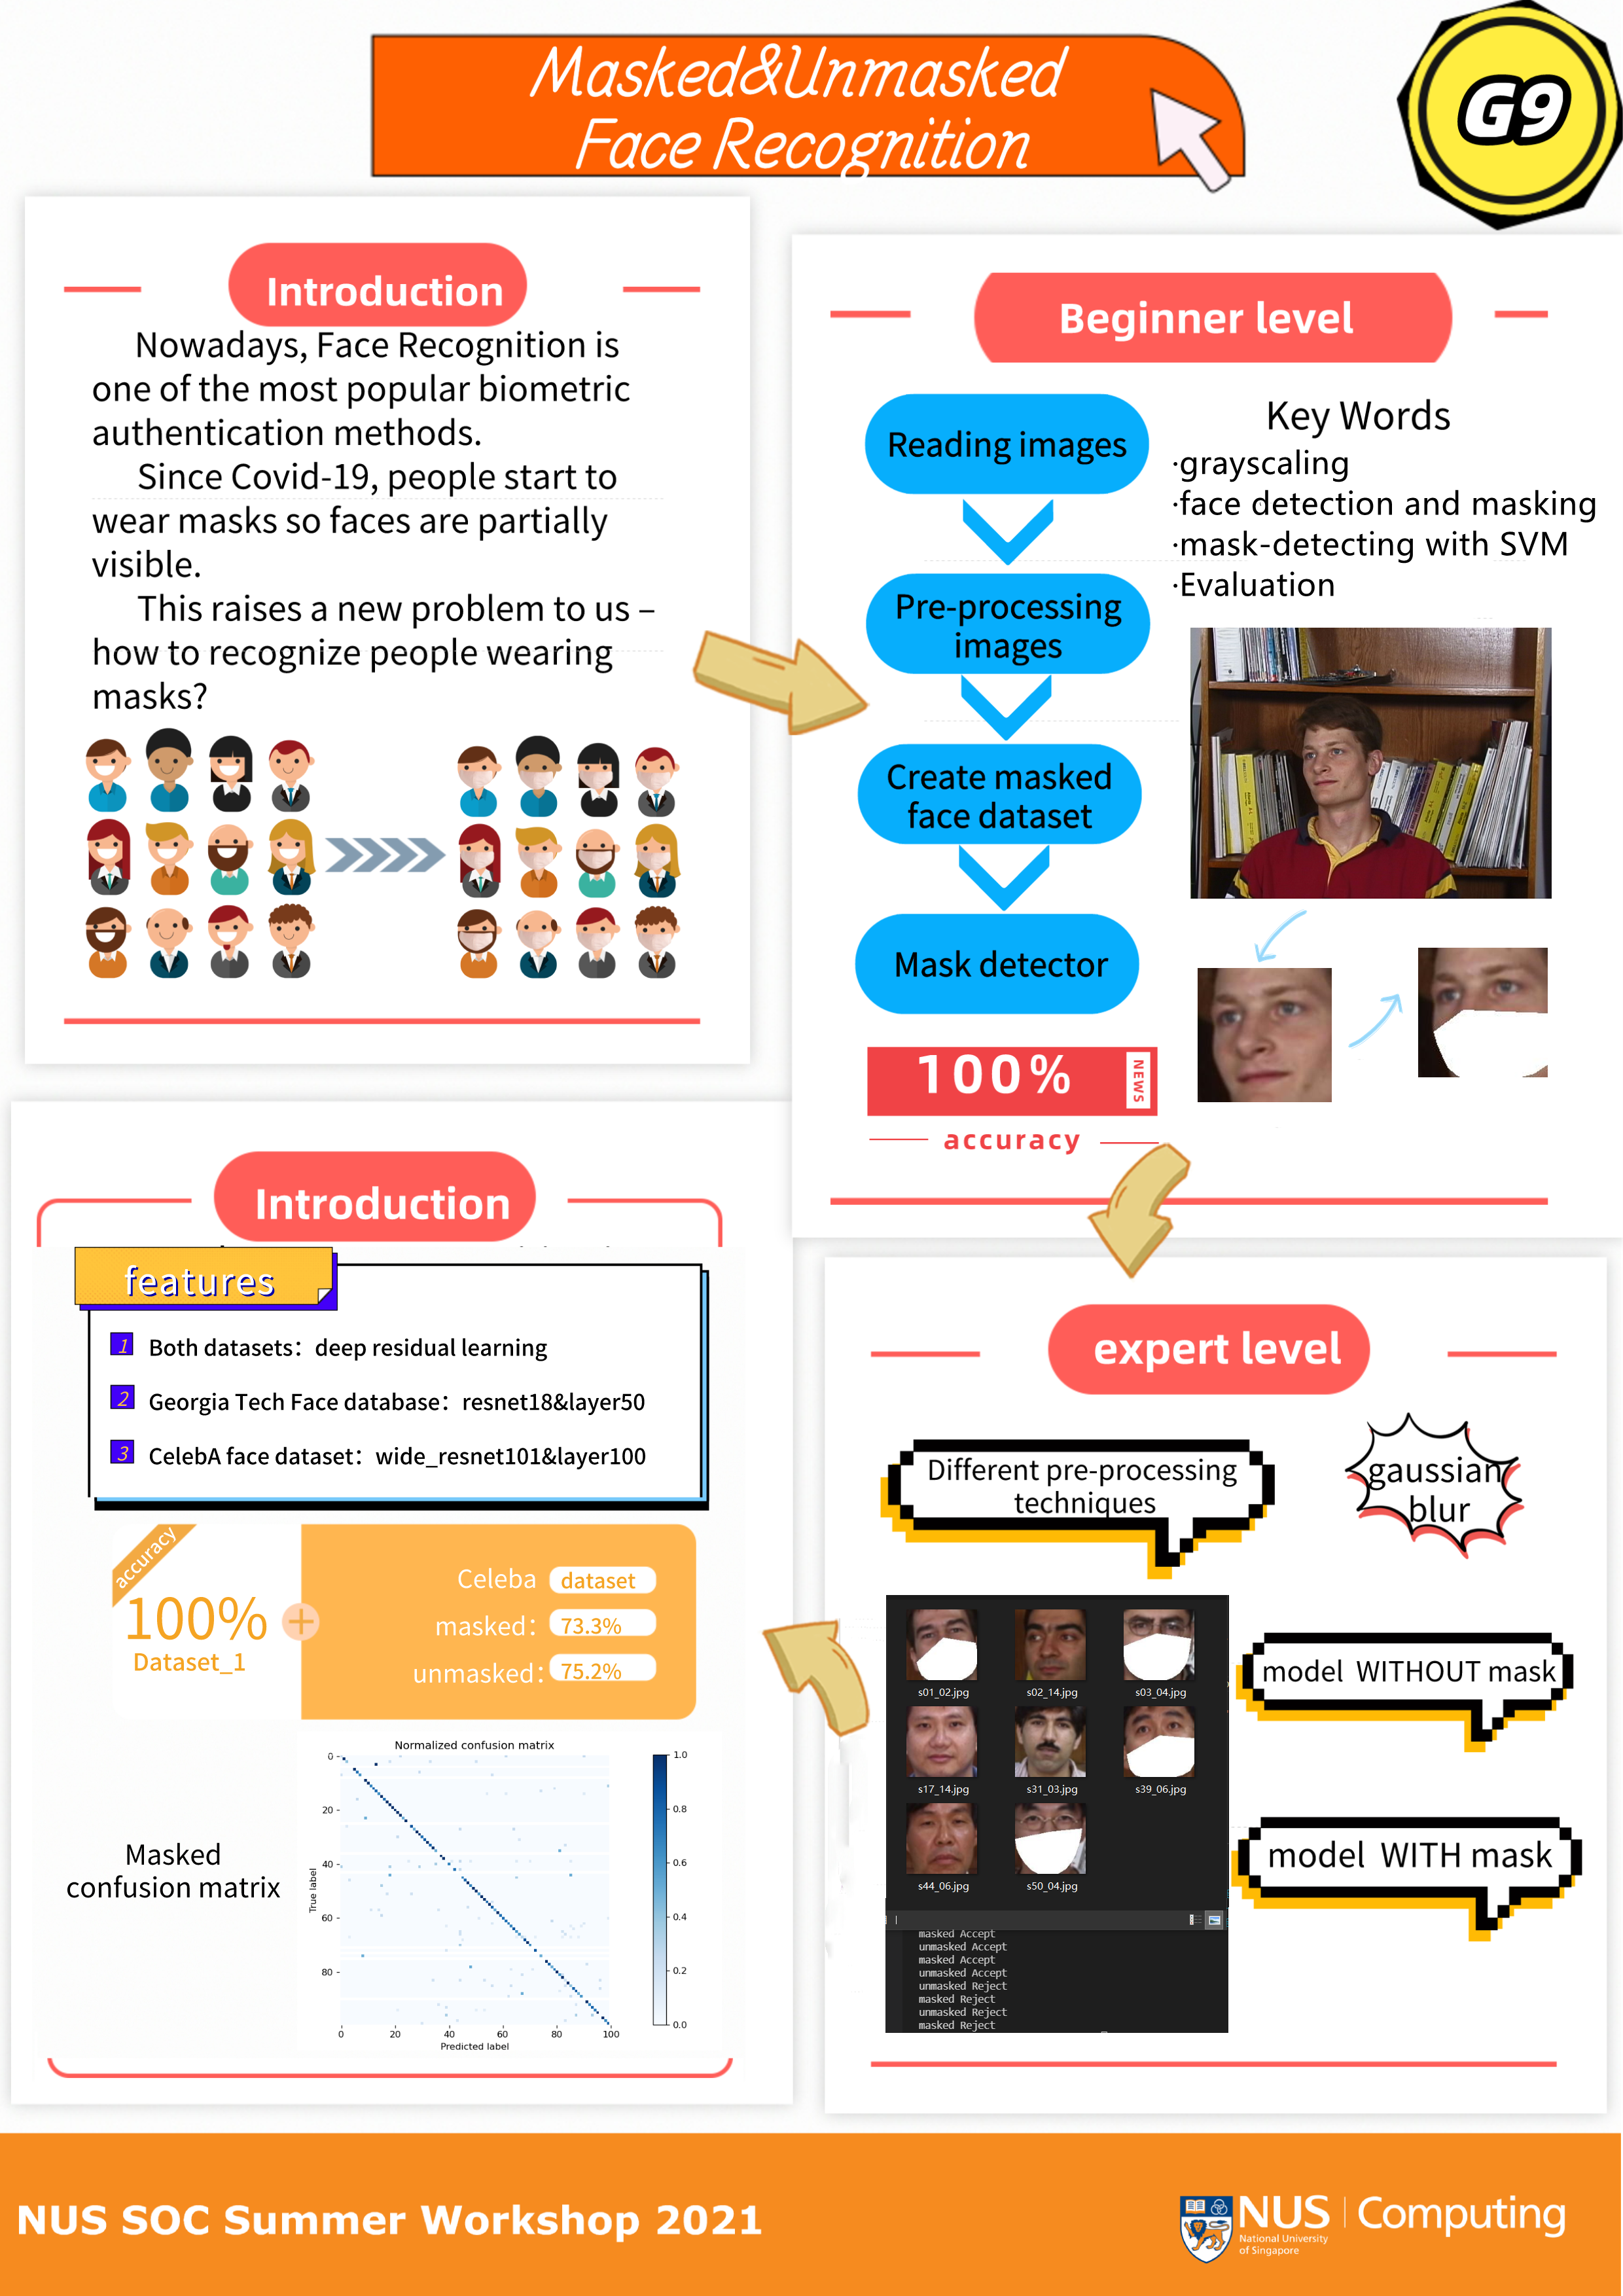 Masked&Unmasked
Face Recognition
G9
Introduction
Nowadays, Face Recognition is
one of the most popular biometric
authentication methods.
Since Covid-19, people start to
wear masks so faces are partially
visible.
This raises a new problem to us –
how to recognize people wearing
masks?
Beginner level
Reading images
Pre-processing
images
Create masked
face dataset
Mask detector
100%
NEWS
accuracy
Key Words
·grayscaling
·face detection and masking
·mask-detecting with SVM
·Evaluation
expert level
Different pre-processing
techniques
gaussian
blur
s01_02.jpg
s02_14.jpg
s03_04.jpg
s17_14.jpg
s31_03.jpg
s39_06.jpg
s44_06.jpg
s50_04.jpg
masked Accept
unmasked Accept
masked Accept
unmasked Accept
unmasked Reject
masked Reject
unmasked Reject
masked Reject
model WITHOUT mask
model WITH mask
Introduction
features
1 Both datasets：deep residual learning
2 Georgia Tech Face database：resnet18&layer50
3 CelebA face dataset：wide_resnet101&layer100
accuracy
100%
Dataset_1
+
Celeba dataset
masked： 73.3%
unmasked： 75.2%
Masked
confusion matrix
Normalized confusion matrix
True label
0
20
40
60
80
0 20 40 60 80 100
Predicted label
1.0
0.8
0.6
0.4
0.2
0.0
NUS SOC Summer Workshop 2021
NUS
National University
of Singapore
Computing